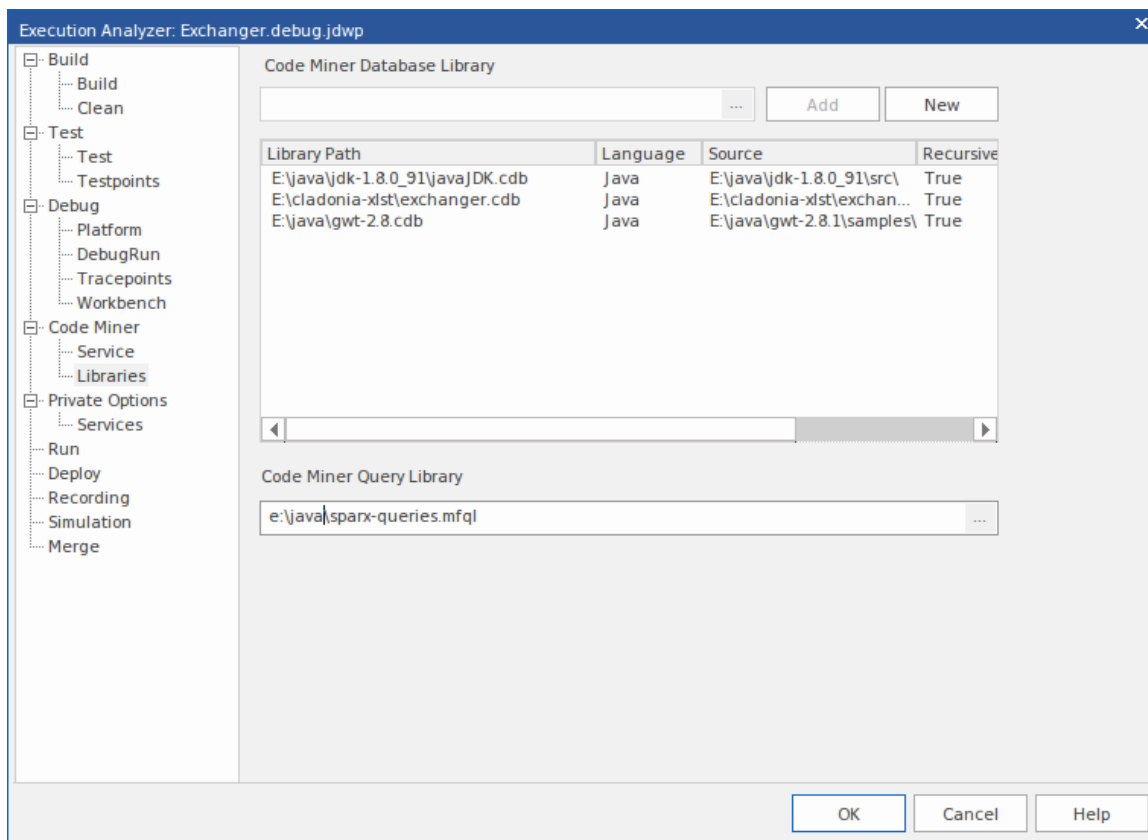 Execution Analyzer: Exchanger.debug.jdwp
Build
Build
Clean
Test
Test
Testpoints
Debug
Platform
DebugRun
Tracepoints
Workbench
Code Miner
Service
Libraries
Private Options
Services
Run
Deploy
Recording
Simulation
Merge
Code Miner Database Library
... Add New
Library Path Language Source Recursive
E:\java\jdk-1.8.0_91\javaJDK.cdb Java E:\java\jdk-1.8.0_91\src\ True
E:\cladonia-xlst\exchanger.cdb Java E:\cladonia-xlst\exchan... True
E:\java\gwt-2.8.cdb Java E:\java\gwt-2.8.1\samples\ True
Code Miner Query Library
e:\java\sparx-queries.mfql ...
OK Cancel Help